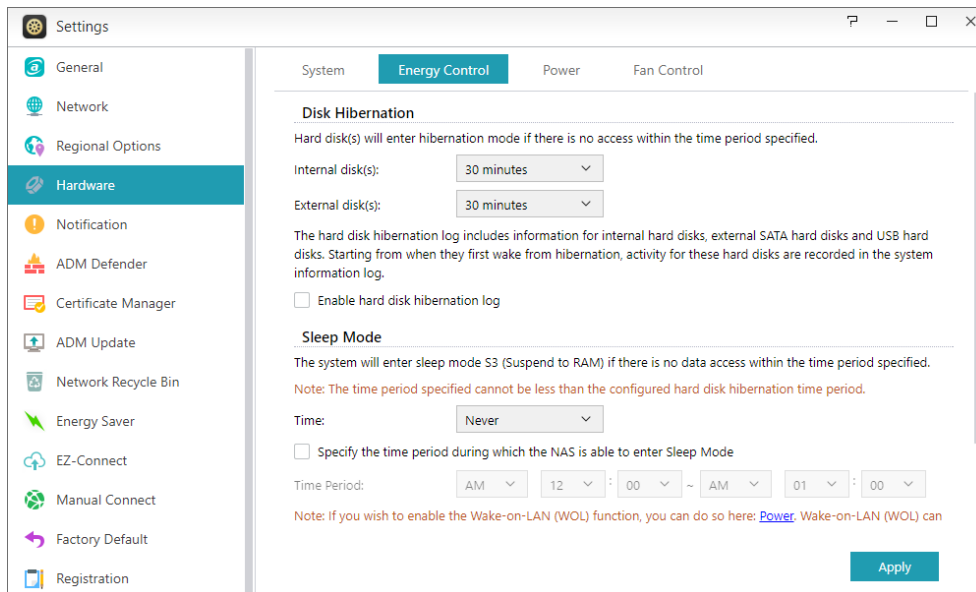 Settings
General
Network
Regional Options
Hardware
Notification
ADM Defender
Certificate Manager
ADM Update
Network Recycle Bin
Energy Saver
EZ-Connect
Manual Connect
Factory Default
Registration
System Energy Control Power Fan Control
Disk Hibernation
Hard disk(s) will enter hibernation mode if there is no access within the time period specified.
Internal disk(s): 30 minutes
External disk(s): 30 minutes
The hard disk hibernation log includes information for internal hard disks, external SATA hard disks and USB hard
disks. Starting from when they first wake from hibernation, activity for these hard disks are recorded in the system
information log.
Enable hard disk hibernation log
Sleep Mode
The system will enter sleep mode S3 (Suspend to RAM) if there is no data access within the time period specified.
Note: The time period specified cannot be less than the configured hard disk hibernation time period.
Time: Never
Specify the time period during which the NAS is able to enter Sleep Mode
Time Period: AM 12 : 00 ~ AM 01 : 00
Note: If you wish to enable the Wake-on-LAN (WOL) function, you can do so here: Power. Wake-on-LAN (WOL) can
Apply